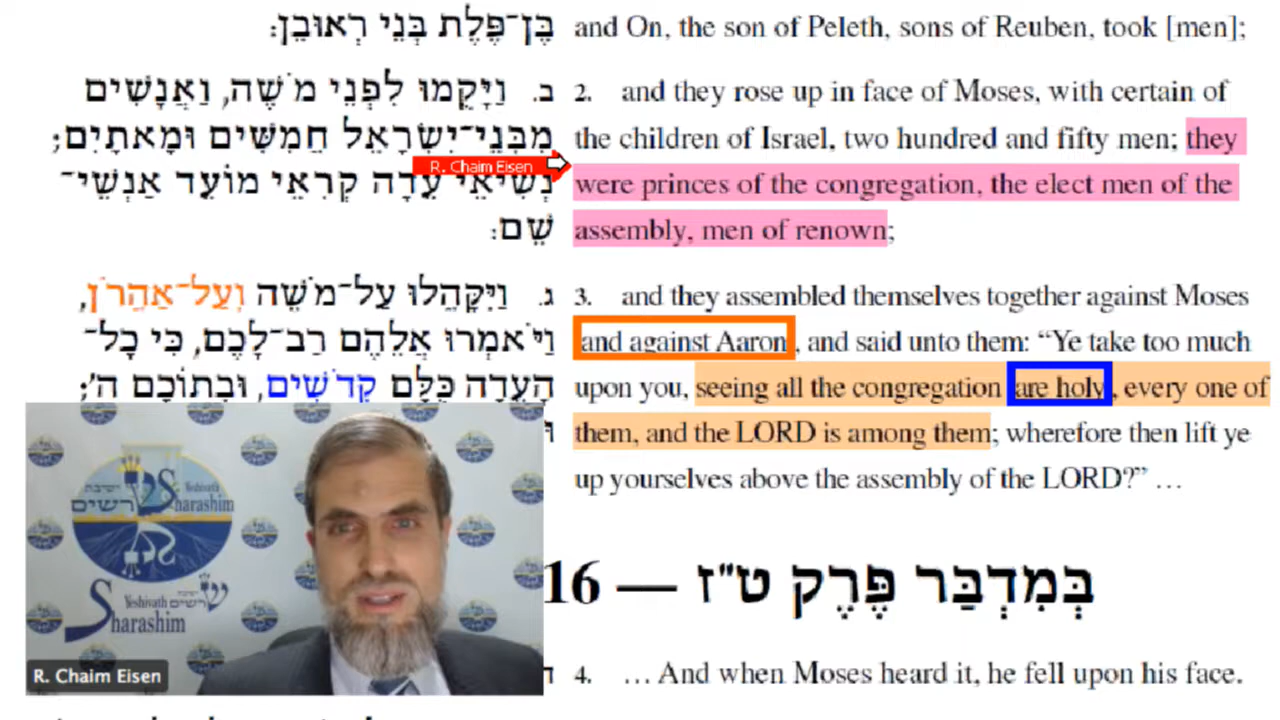 בֶּן־פֶּלֶת בְּנֵי רְאוּבֵן:
and On, the son of Peleth, sons of Reuben, took [men];
ב. וַיָּקֻמוּ לִפְנֵי מֹשֶׁה, וַאֲנָשִׁים
מִבְּנֵי־יִשְׂרָאֵל חֲמִשִּׁים וּמָאתָיִם;
נְשִׂיאֵי עֵדָה קְרִאֵי מוֹעֵד אַנְשֵׁי־
שֵׁם:
2. and they rose up in face of Moses, with certain of
the children of Israel, two hundred and fifty men; they
were princes of the congregation, the elect men of the
assembly, men of renown;
R. Chaim Eisen
ג. וַיִּקָּהֲלוּ עַל־מֹשֶׁה וְעַל־אַהֲרֹן,
וַיֹּאמְרוּ אֲלֵהֶם רַב־לָכֶם, כִּי כָל־
הָעֵדָה כֻּלָּם קְדֹשִׁים, וּבְתוֹכָם ה';
3. and they assembled themselves together against Moses
and against Aaron, and said unto them: “Ye take too much
upon you, seeing all the congregation are holy, every one of
them, and the LORD is among them; wherefore then lift ye
up yourselves above the assembly of the LORD?” …
בְּמִדְבַּר פֶּרֶק ט"ז — 16
4. … And when Moses heard it, he fell upon his face.
ישיבת שרשים
Yeshivath Sharashim
ישיבת שרשים
Yeshivath Sharashim
R. Chaim Eisen